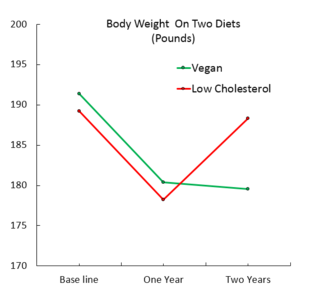 Body Weight On Two Diets
(Pounds)
Vegan
Low Cholesterol
200
195
190
185
180
175
170
Base line One Year Two Years